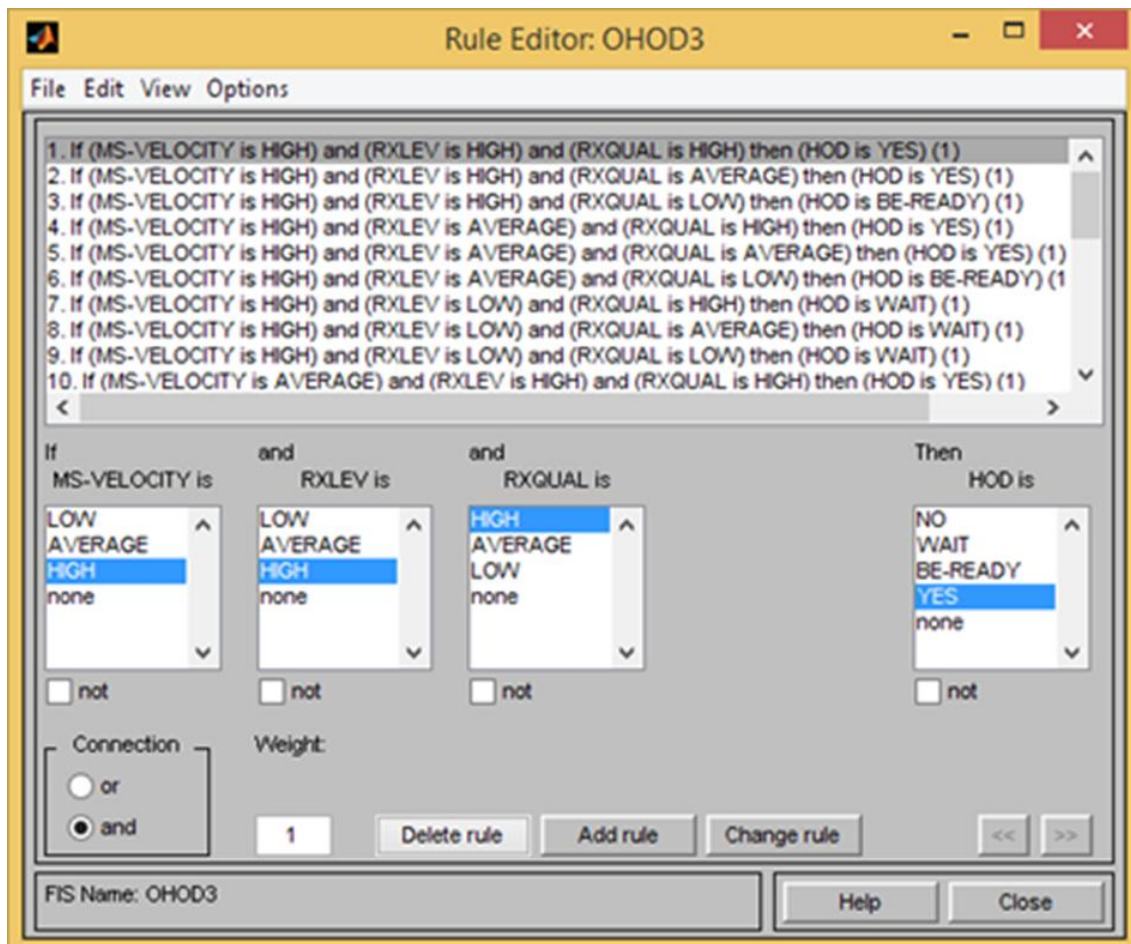 Rule Editor: OHOD3
File Edit View Options
1. If (MS-VELOCITY is HIGH) and (RXLEV is HIGH) and (RXQUAL is HIGH) then (HOD is YES) (1)
2. If (MS-VELOCITY is HIGH) and (RXLEV is HIGH) and (RXQUAL is AVERAGE) then (HOD is YES) (1)
3. If (MS-VELOCITY is HIGH) and (RXLEV is HIGH) and (RXQUAL is LOW) then (HOD is BE-READY) (1)
4. If (MS-VELOCITY is HIGH) and (RXLEV is AVERAGE) and (RXQUAL is HIGH) then (HOD is YES) (1)
5. If (MS-VELOCITY is HIGH) and (RXLEV is AVERAGE) and (RXQUAL is AVERAGE) then (HOD is YES) (1)
6. If (MS-VELOCITY is HIGH) and (RXLEV is AVERAGE) and (RXQUAL is LOW) then (HOD is BE-READY) (1
7. If (MS-VELOCITY is HIGH) and (RXLEV is LOW) and (RXQUAL is HIGH) then (HOD is WAIT) (1)
8. If (MS-VELOCITY is HIGH) and (RXLEV is LOW) and (RXQUAL is AVERAGE) then (HOD is WAIT) (1)
9. If (MS-VELOCITY is HIGH) and (RXLEV is LOW) and (RXQUAL is LOW) then (HOD is WAIT) (1)
10. If (MS-VELOCITY is AVERAGE) and (RXLEV is HIGH) and (RXQUAL is HIGH) then (HOD is YES) (1)
If
MS-VELOCITY is
LOW
AVERAGE
HIGH
none
not
and
RXLEV is
LOW
AVERAGE
HIGH
none
not
and
RXQUAL is
HIGH
AVERAGE
LOW
none
not
Then
HOD is
NO
WAIT
BE-READY
YES
none
not
Connection
or
and
Weight:
1
Delete rule
Add rule
Change rule
<<
>>
FIS Name: OHOD3
Help
Close